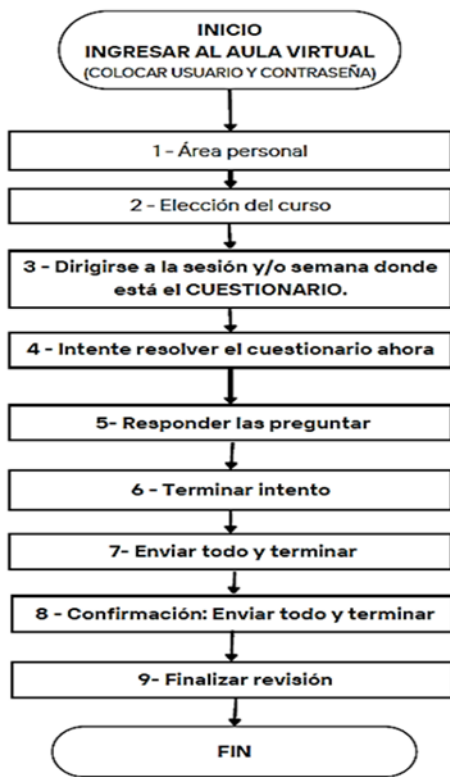 INICIO
INGRESAR AL AULA VIRTUAL
(COLOCAR USUARIO Y CONTRASEÑA)
1 - Área personal
2 - Elección del curso
3 - Dirigirse a la sesión y/o semana donde
está el CUESTIONARIO.
4 - Intente resolver el cuestionario ahora
5- Responder las preguntar
6 - Terminar intento
7- Enviar todo y terminar
8 - Confirmación: Enviar todo y terminar
9- Finalizar revisión
FIN